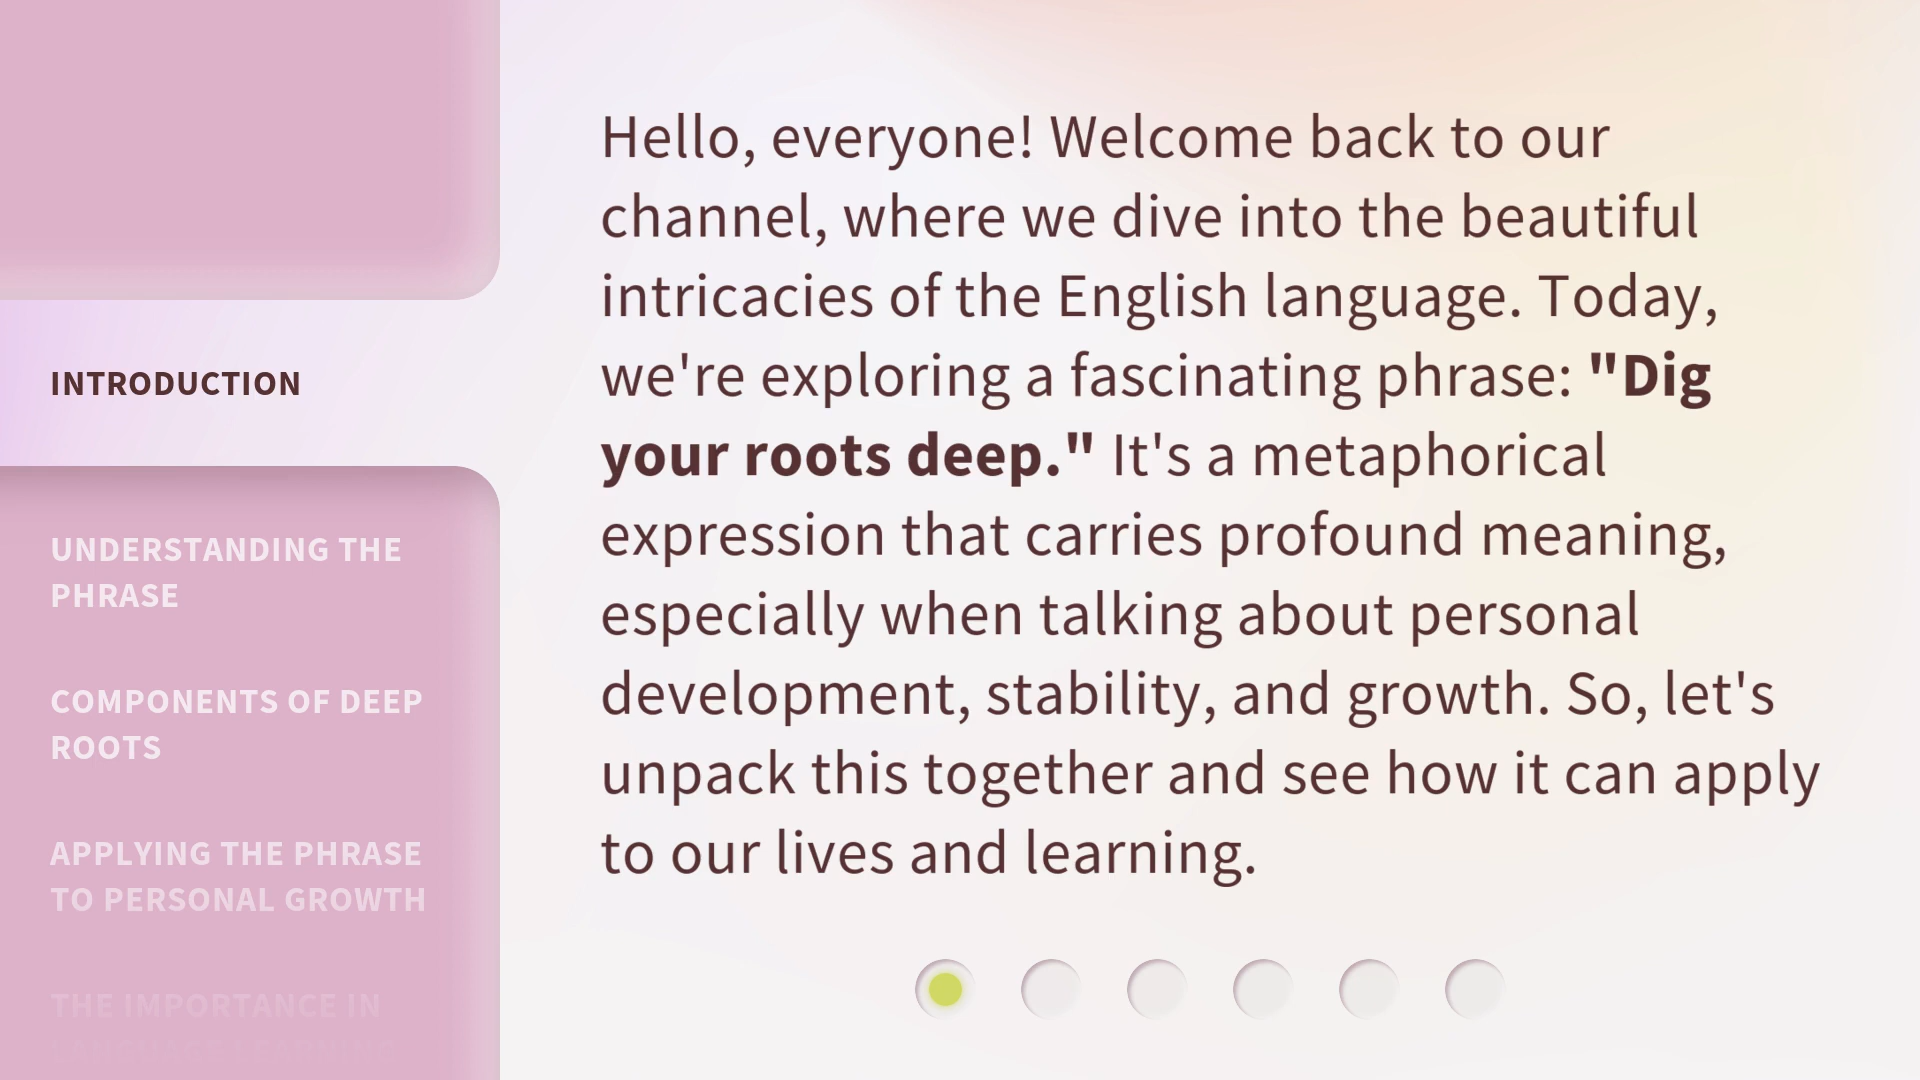 INTRODUCTION
UNDERSTANDING THE
PHRASE
COMPONENTS OF DEEP
ROOTS
APPLYING THE PHRASE
TO PERSONAL GROWTH
THE IMPORTANCE IN
LANGUAGE LEARNING
Hello, everyone! Welcome back to our
channel, where we dive into the beautiful
intricacies of the English language. Today,
we're exploring a fascinating phrase: "Dig
your roots deep." It's a metaphorical
expression that carries profound meaning,
especially when talking about personal
development, stability, and growth. So, let's
unpack this together and see how it can apply
to our lives and learning.